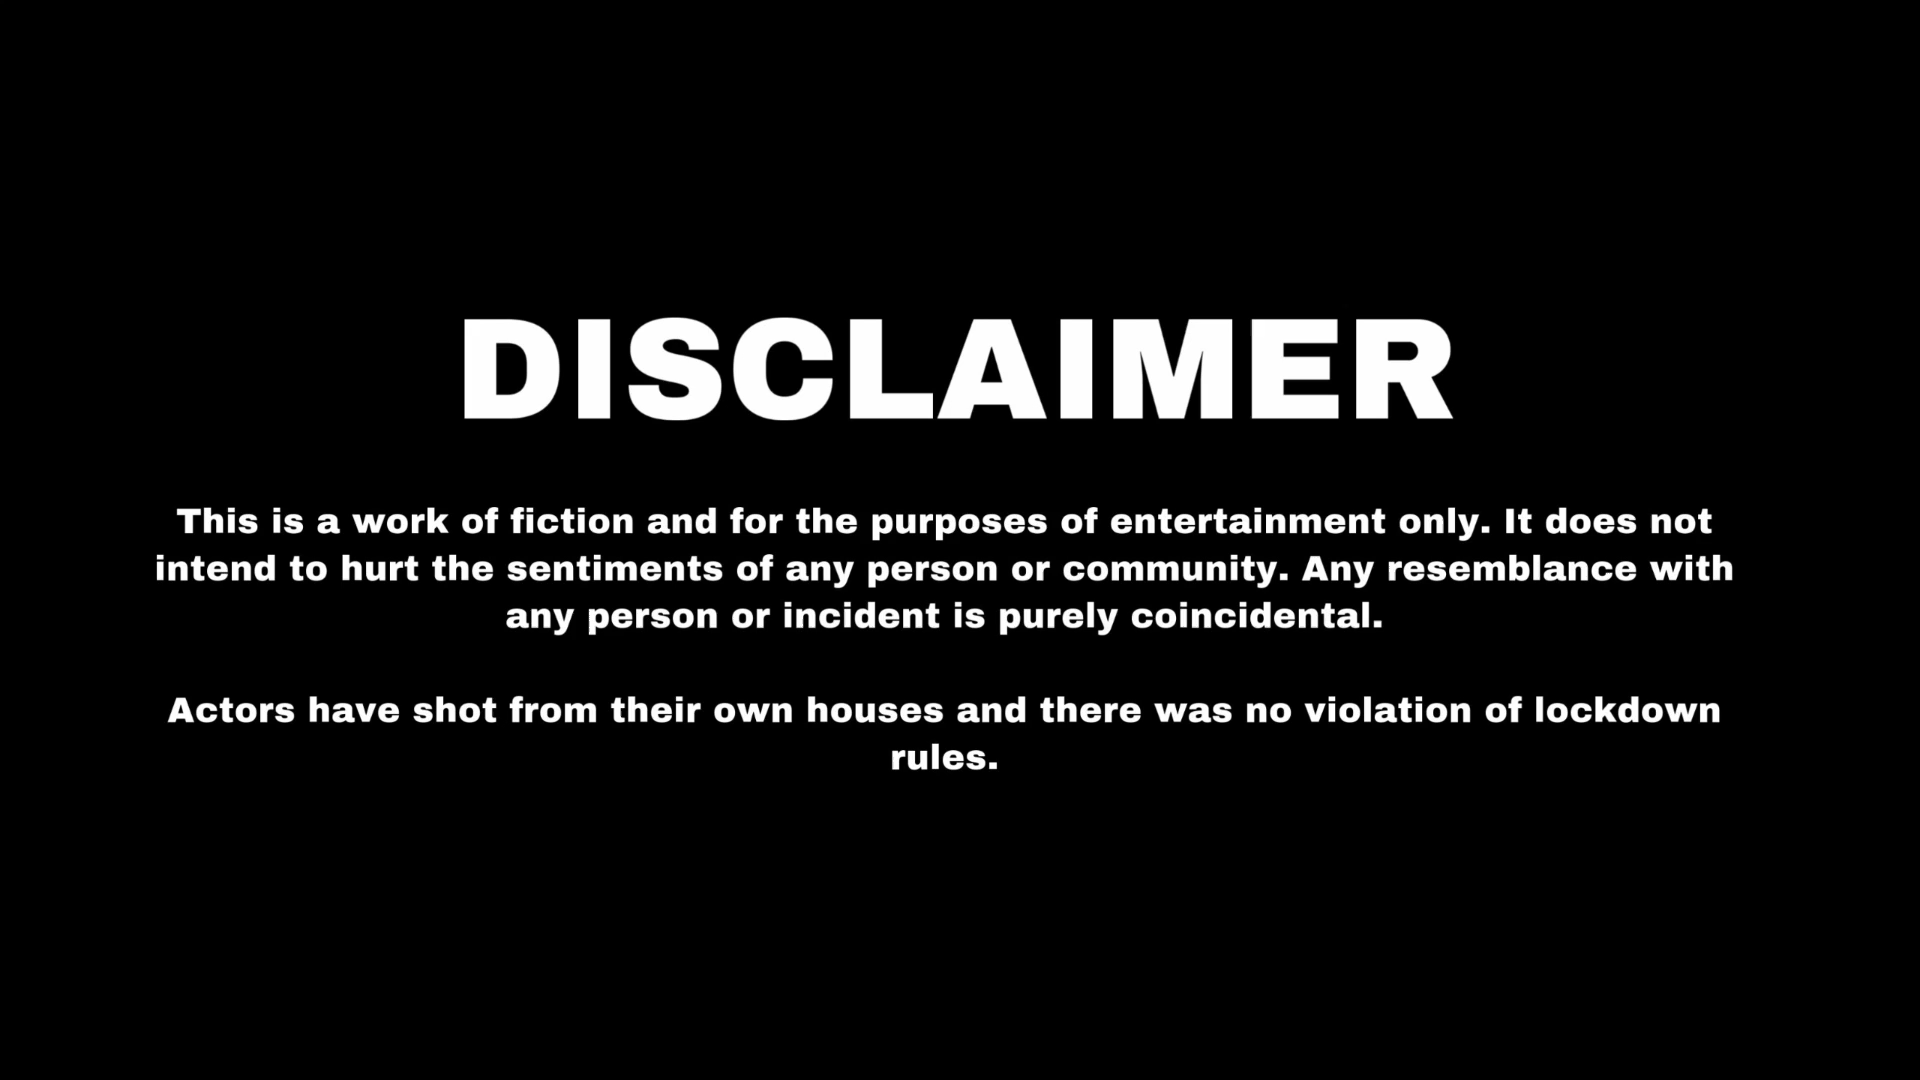 DISCLAIMER
This is a work of fiction and for the purposes of entertainment only. It does not
intend to hurt the sentiments of any person or community. Any resemblance with
any person or incident is purely coincidental.
Actors have shot from their own houses and there was no violation of lockdown
rules.